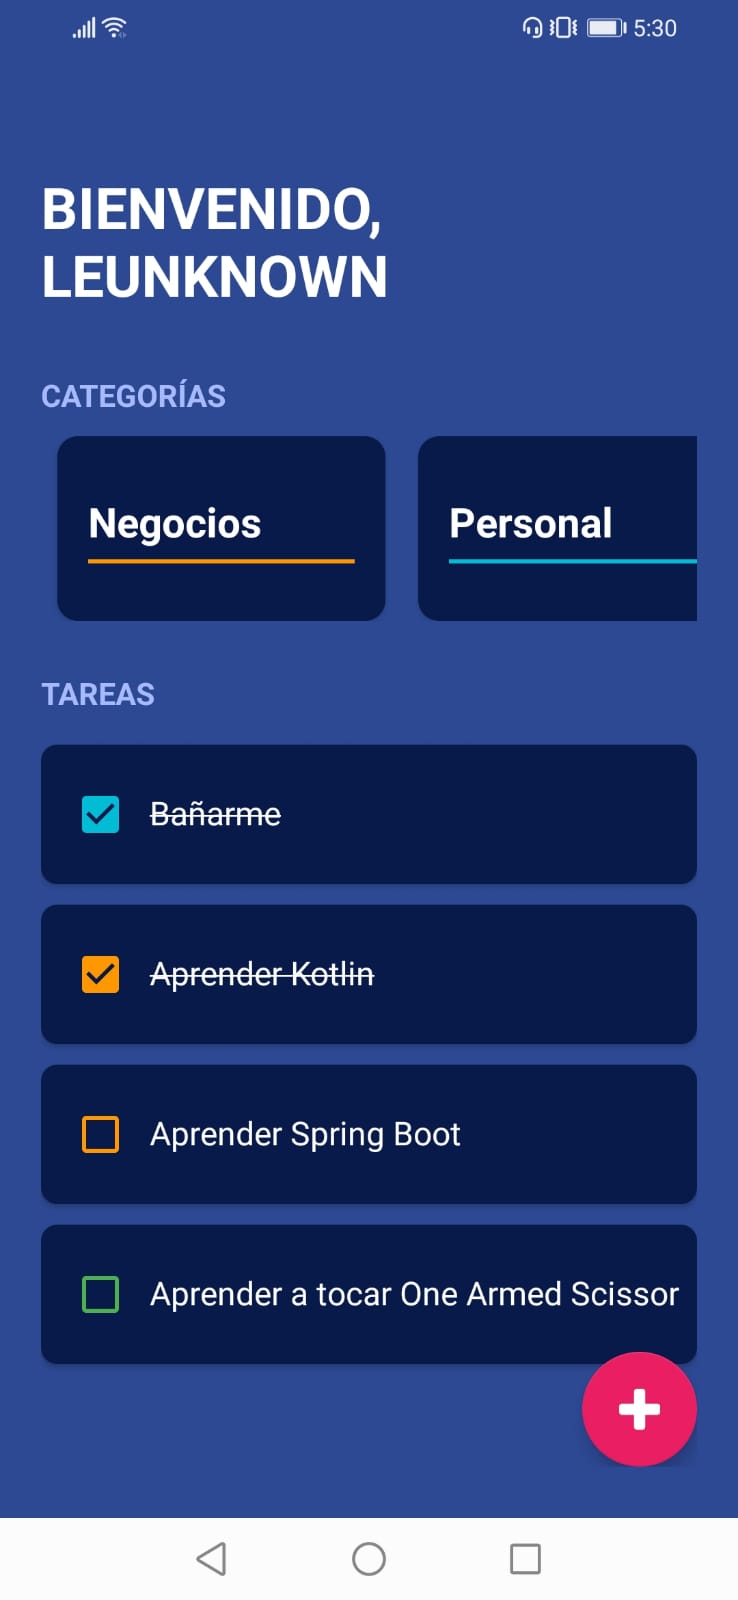 5:30
BIENVENIDO,
LEUNKNOWN
CATEGORÍAS
Negocios
Personal
TAREAS
Bañarme
Aprender Kotlin
Aprender Spring Boot
Aprender a tocar One Armed Scissor